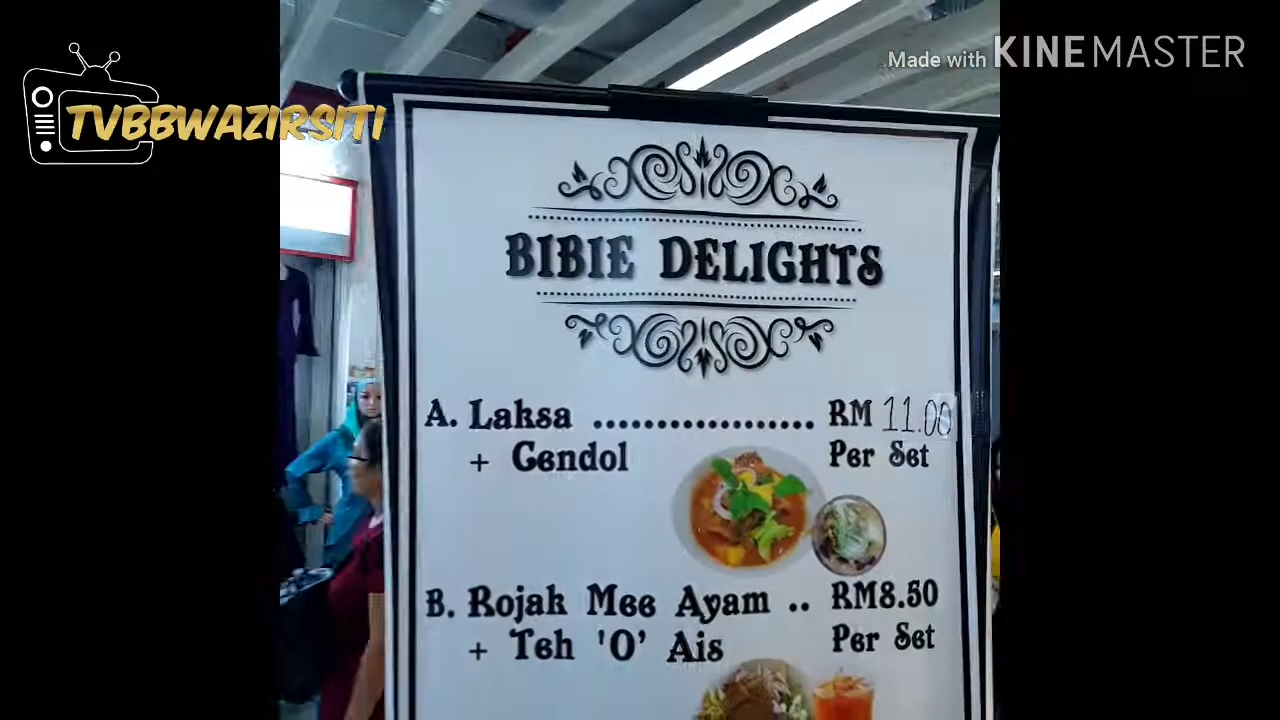 Made with KINEMASTER
TVBBWAZIRSITI
BIBIE DELIGHTS
A. Laksa .................. RM 11.00
+ Cendol Per Set
B. Rojak Mee Ayam .. RM8.50
+ Teh 'O' Ais Per Set